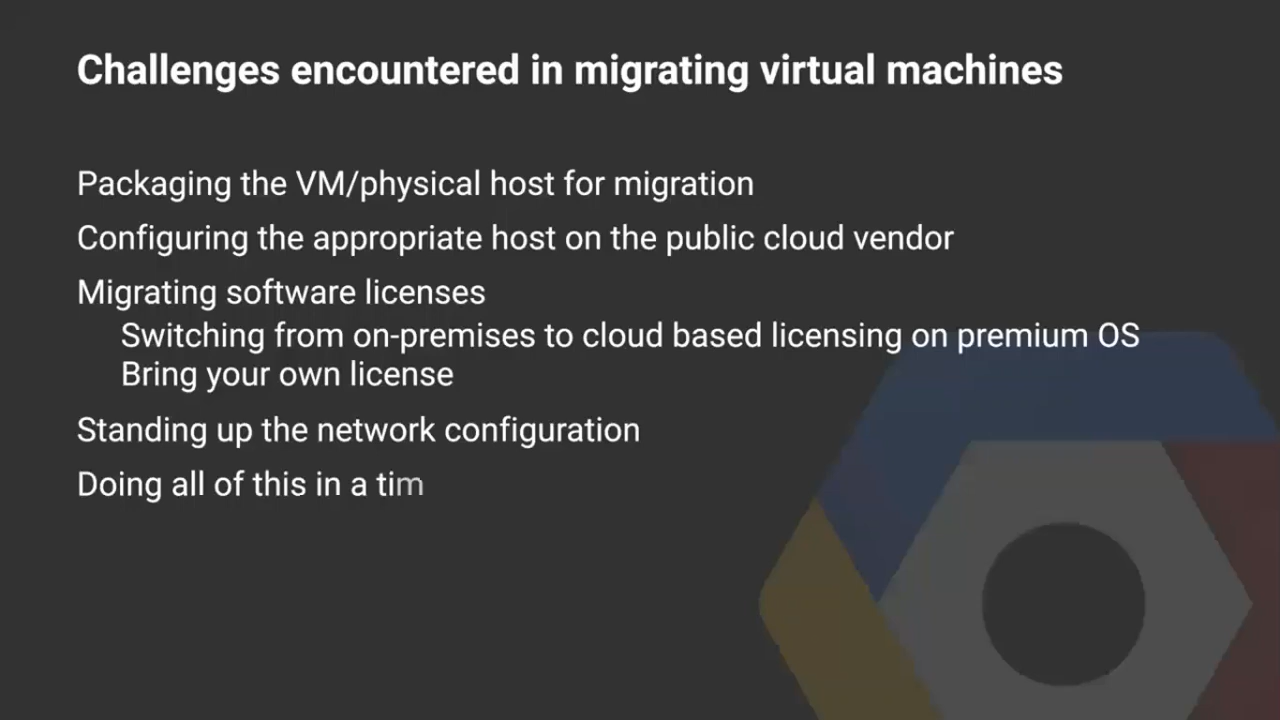 Challenges encountered in migrating virtual machines
Packaging the VM/physical host for migration
Configuring the appropriate host on the public cloud vendor
Migrating software licenses
Switching from on-premises to cloud based licensing on premium OS
Bring your own license
Standing up the network configuration
Doing all of this in a tim